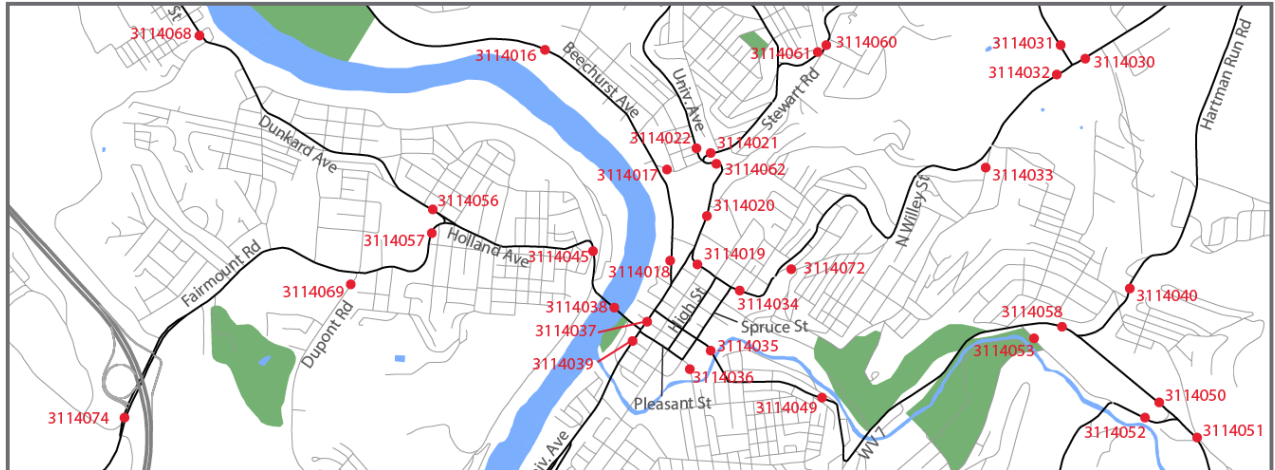 St
3114068
3114016
Beechurst Ave
Univ. Ave
3114061
3114060
Stewart Rd
3114031
3114032
3114030
Hartman Run Rd
Dunkard Ave
3114022
3114021
3114017
3114062
3114033
3114056
3114020
N Willey St
3114057
Holland Ave
3114045
3114018
3114019
3114072
Fairmount Rd
3114069
3114038
High St
3114034
3114040
3114037
Spruce St
3114058
Dupont Rd
3114039
3114035
3114053
3114036
Pleasant St
3114049
3114050
3114074
3114052
3114051
WV 7
iv. Ave